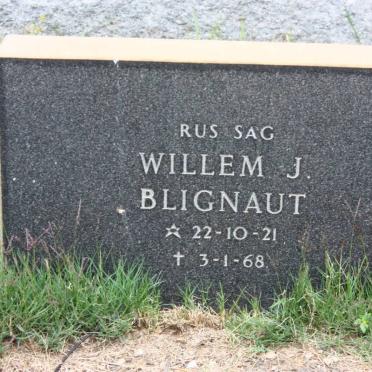 RUS SAG
WILLEM J.
BLIGNAUT
☆ 22-10-21
† 3-1-68